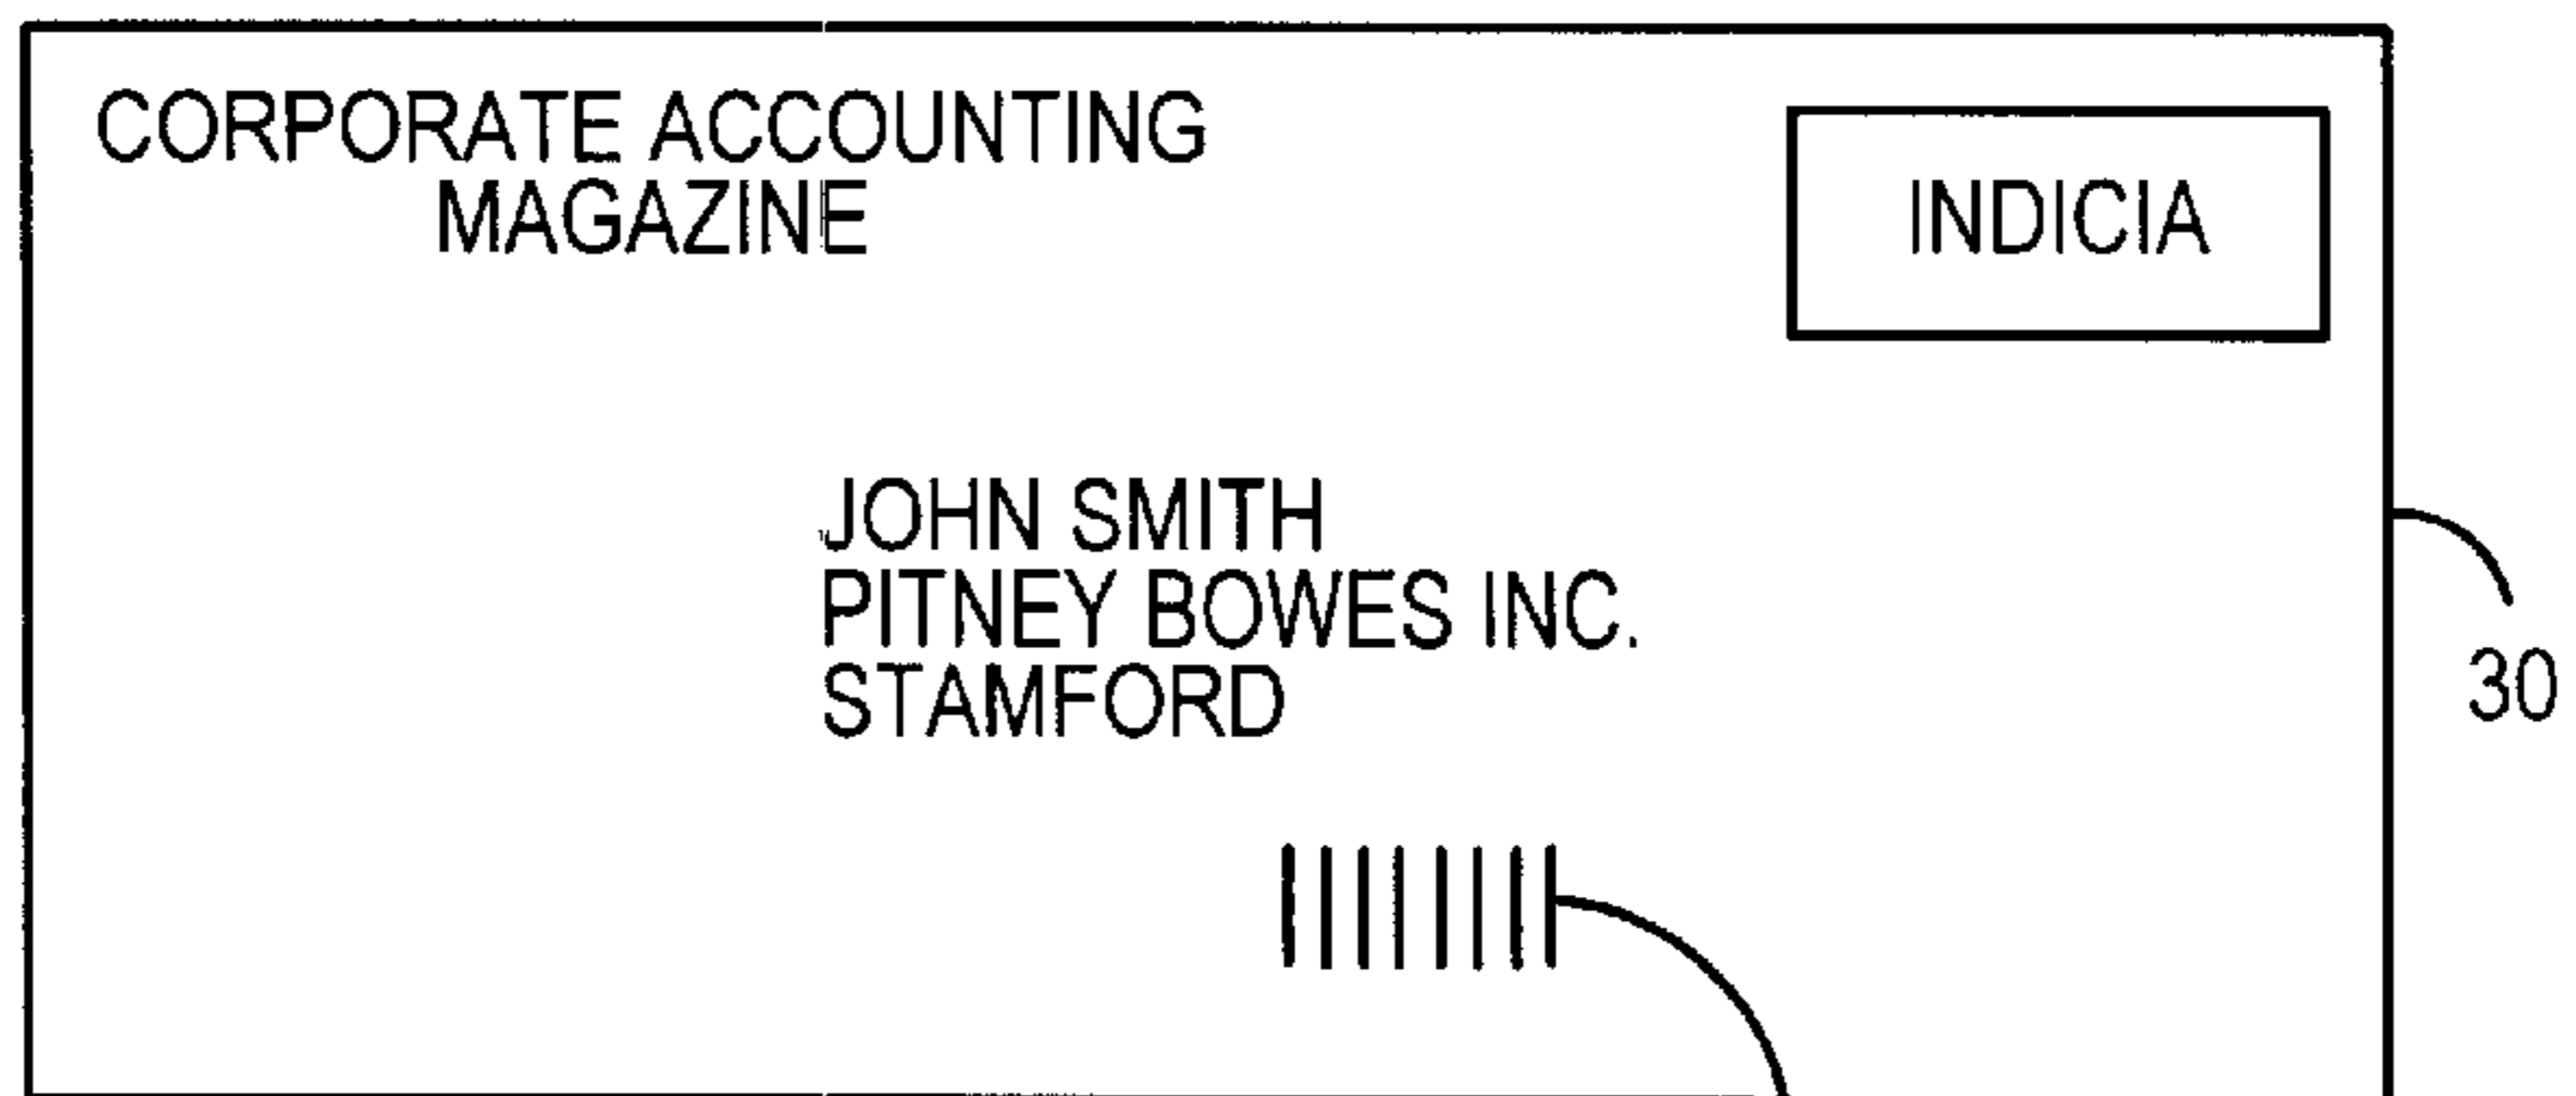 CORPORATE ACCOUNTING
MAGAZINE
INDICIA
JOHN SMITH
PITNEY BOWES INC.
STAMFORD
30